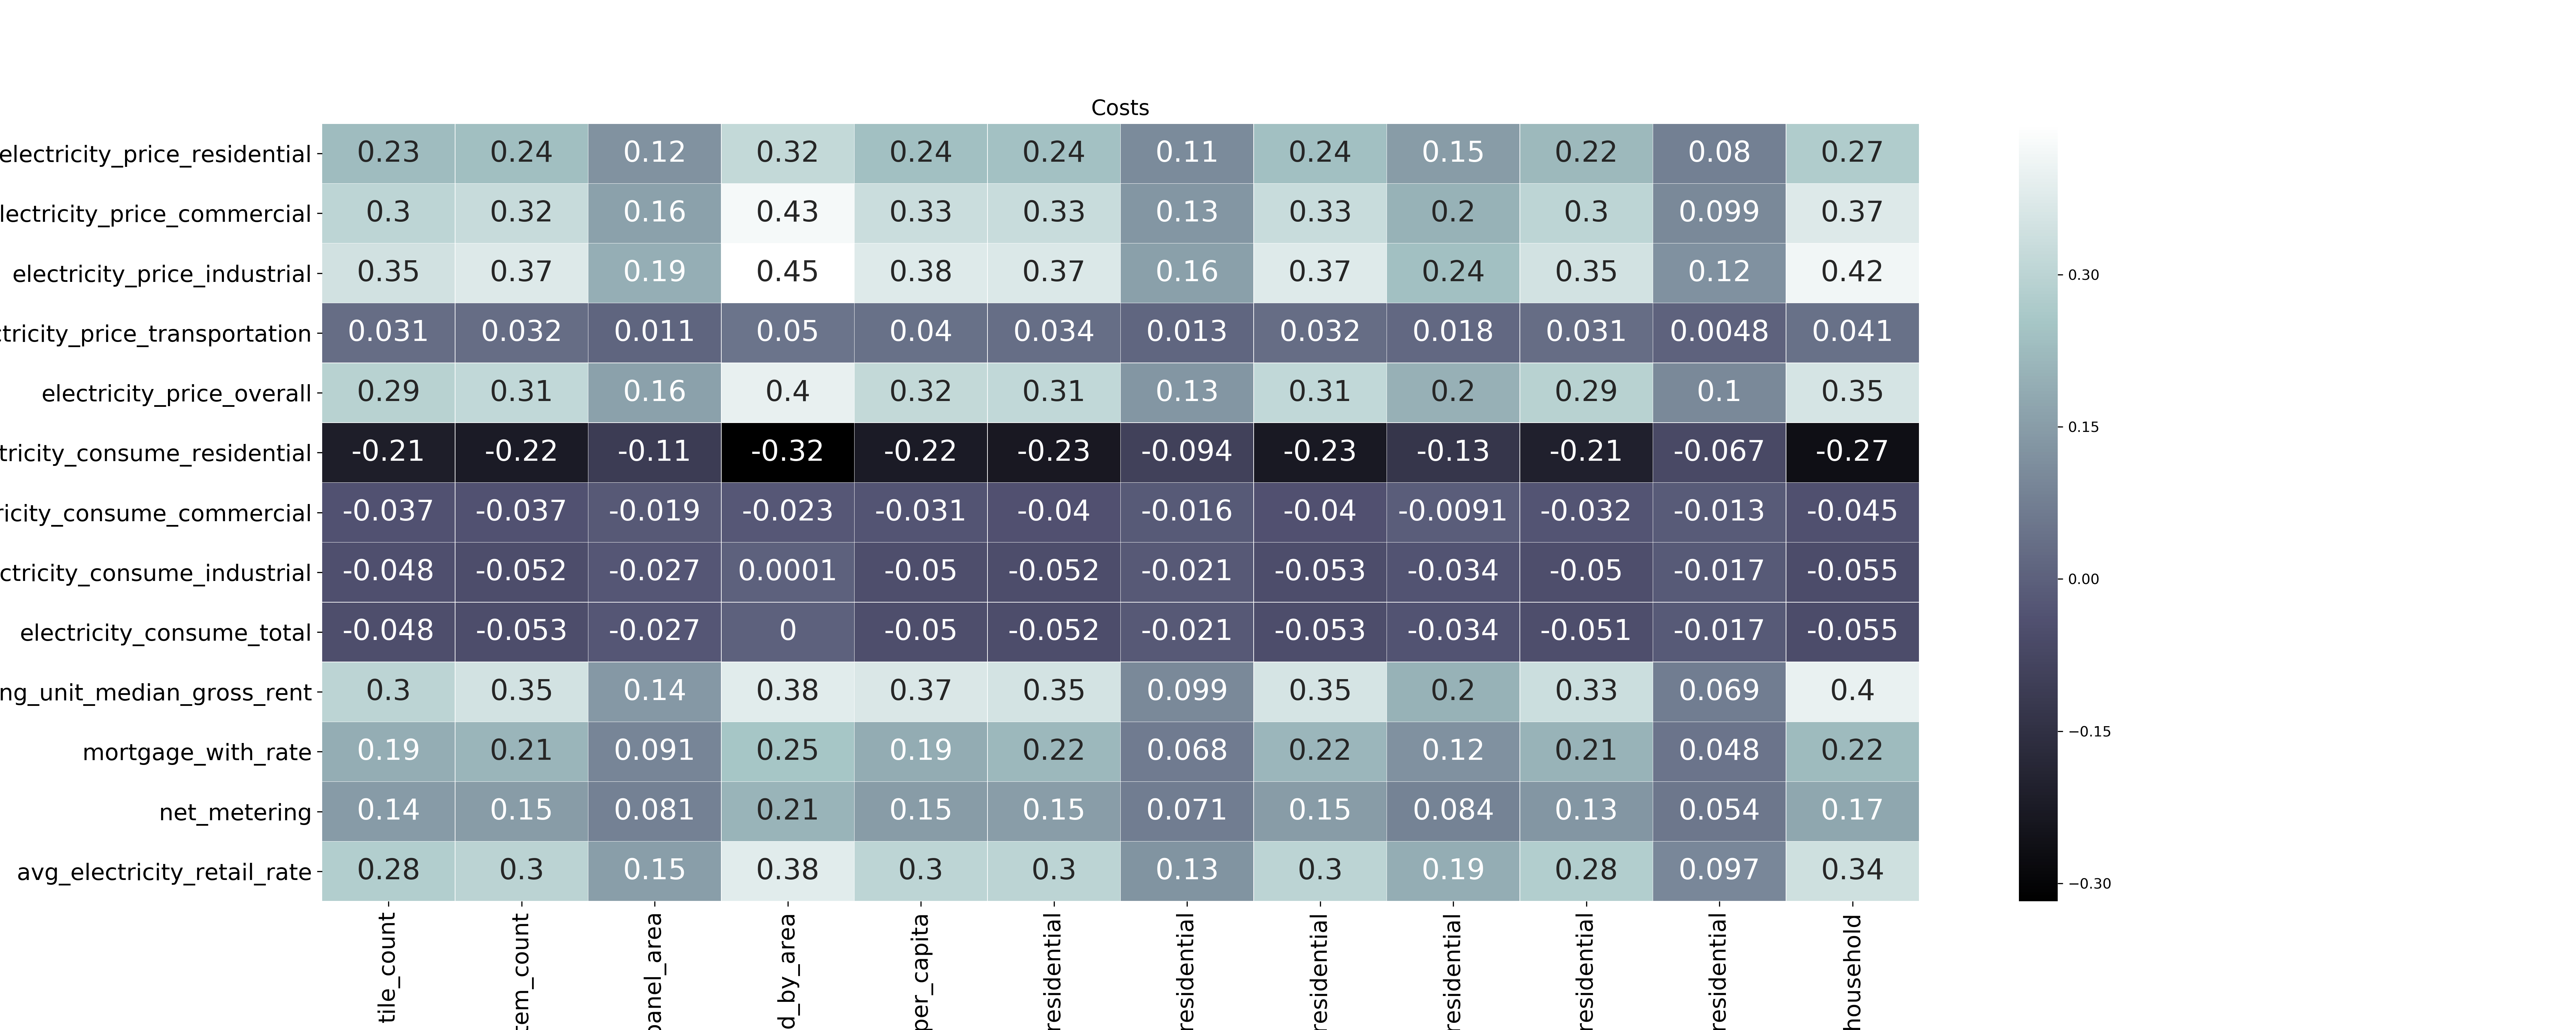 Costs
electricity_price_residential 0.23 0.24 0.12 0.32 0.24 0.24 0.11 0.24 0.15 0.22 0.08 0.27
lectricity_price_commercial 0.3 0.32 0.16 0.43 0.33 0.33 0.13 0.33 0.2 0.3 0.099 0.37
electricity_price_industrial 0.35 0.37 0.19 0.45 0.38 0.37 0.16 0.37 0.24 0.35 0.12 0.42
0.30
ctricity_price_transportation 0.031 0.032 0.011 0.05 0.04 0.034 0.013 0.032 0.018 0.031 0.0048 0.041
electricity_price_overall 0.29 0.31 0.16 0.4 0.32 0.31 0.13 0.31 0.2 0.29 0.1 0.35
0.15
tricity_consume_residential -0.21 -0.22 -0.11 -0.32 -0.22 -0.23 -0.094 -0.23 -0.13 -0.21 -0.067 -0.27
ricity_consume_commercial -0.037 -0.037 -0.019 -0.023 -0.031 -0.04 -0.016 -0.04 -0.0091 -0.032 -0.013 -0.045
ctricity_consume_industrial -0.048 -0.052 -0.027 0.0001 -0.05 -0.052 -0.021 -0.053 -0.034 -0.05 -0.017 -0.055
0.00
electricity_consume_total -0.048 -0.053 -0.027 0 -0.05 -0.052 -0.021 -0.053 -0.034 -0.051 -0.017 -0.055
ng_unit_median_gross_rent 0.3 0.35 0.14 0.38 0.37 0.35 0.099 0.35 0.2 0.33 0.069 0.4
−0.15
mortgage_with_rate 0.19 0.21 0.091 0.25 0.19 0.22 0.068 0.22 0.12 0.21 0.048 0.22
net_metering 0.14 0.15 0.081 0.21 0.15 0.15 0.071 0.15 0.084 0.13 0.054 0.17
avg_electricity_retail_rate 0.28 0.3 0.15 0.38 0.3 0.3 0.13 0.3 0.19 0.28 0.097 0.34
−0.30
tile_count
tem_count
panel_area
d_by_area
per_capita
residential
residential
residential
residential
residential
residential
household